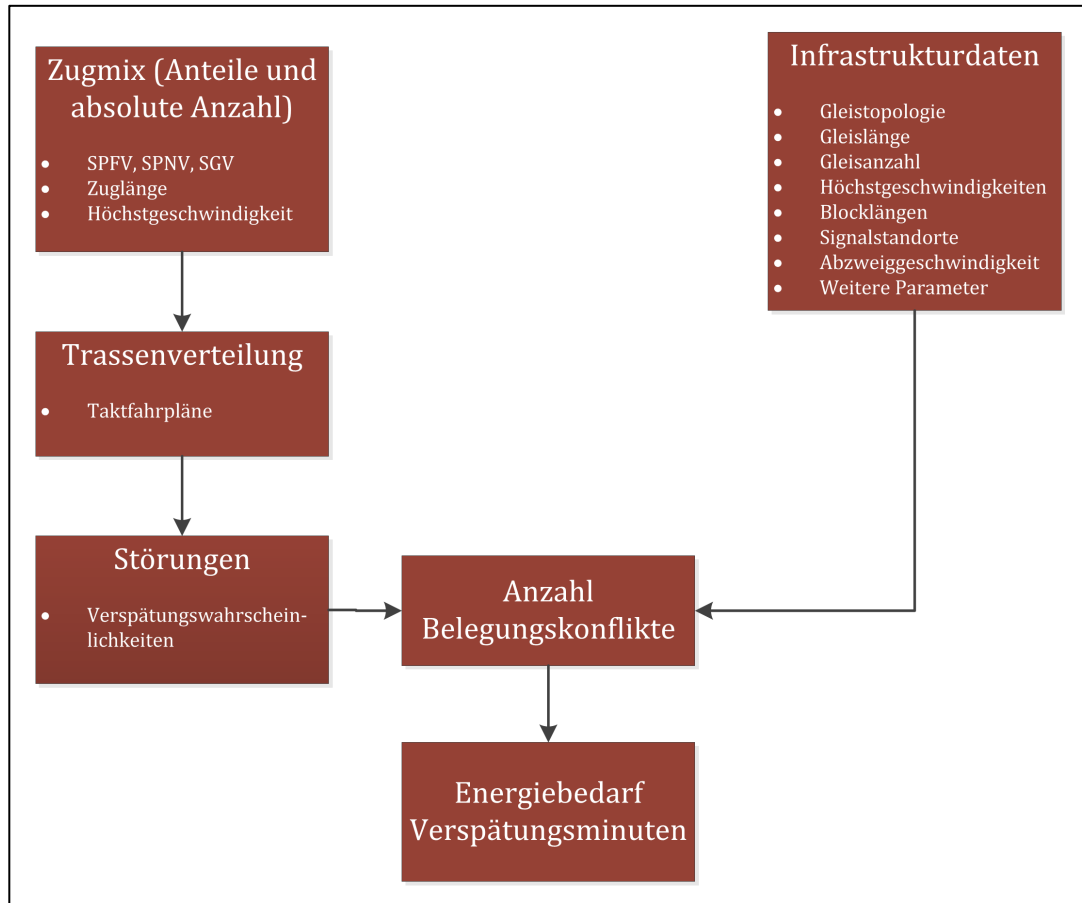 Zugmix (Anteile und
absolute Anzahl)
• SPFV, SPNV, SGV
• Zuglänge
• Höchstgeschwindigkeit
Infrastrukturdaten
• Gleistopologie
• Gleislänge
• Gleisanzahl
• Höchstgeschwindigkeiten
• Blocklängen
• Signalstandorte
• Abzweiggeschwindigkeit
• Weitere Parameter
Trassenverteilung
• Taktfahrpläne
Störungen
• Verspätungswahrschein-
lichkeiten
Anzahl
Belegungskonflikte
Energiebedarf
Verspätungsminuten